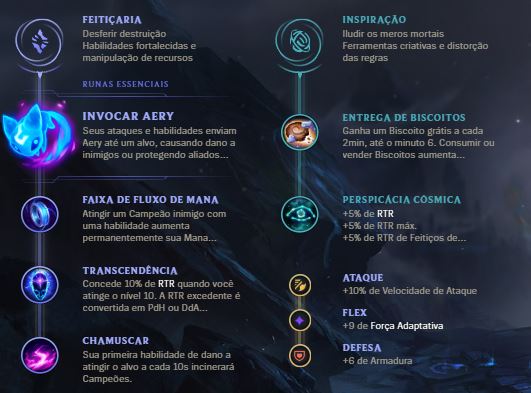 FEITIÇARIA
Desferir destruição
Habilidades fortalecidas e
manipulação de recursos
RUNAS ESSENCIAIS
INVOCAR AERY
Seus ataques e habilidades enviam
Aery até um alvo, causando dano a
inimigos ou protegendo aliados...
FAIXA DE FLUXO DE MANA
Atingir um Campeão inimigo com
uma habilidade aumenta
permanentemente sua Mana...
TRANSCENDÊNCIA
Concede 10% de RTR quando você
atinge o nível 10. A RTR excedente é
convertida em PdH ou DdA...
CHAMUSCAR
Sua primeira habilidade de dano a
atingir o alvo a cada 10s incinerará
Campeões.
INSPIRAÇÃO
Iludir os meros mortais
Ferramentas criativas e distorção
das regras
ENTREGA DE BISCOITOS
Ganha um Biscoito grátis a cada
2min, até o minuto 6. Consumir ou
vender Biscoitos aumenta...
PERSPICÁCIA CÓSMICA
+5% de RTR
+5% de RTR máx.
+5% de RTR de Feitiços de...
ATAQUE
+10% de Velocidade de Ataque
FLEX
+9 de Força Adaptativa
DEFESA
+6 de Armadura